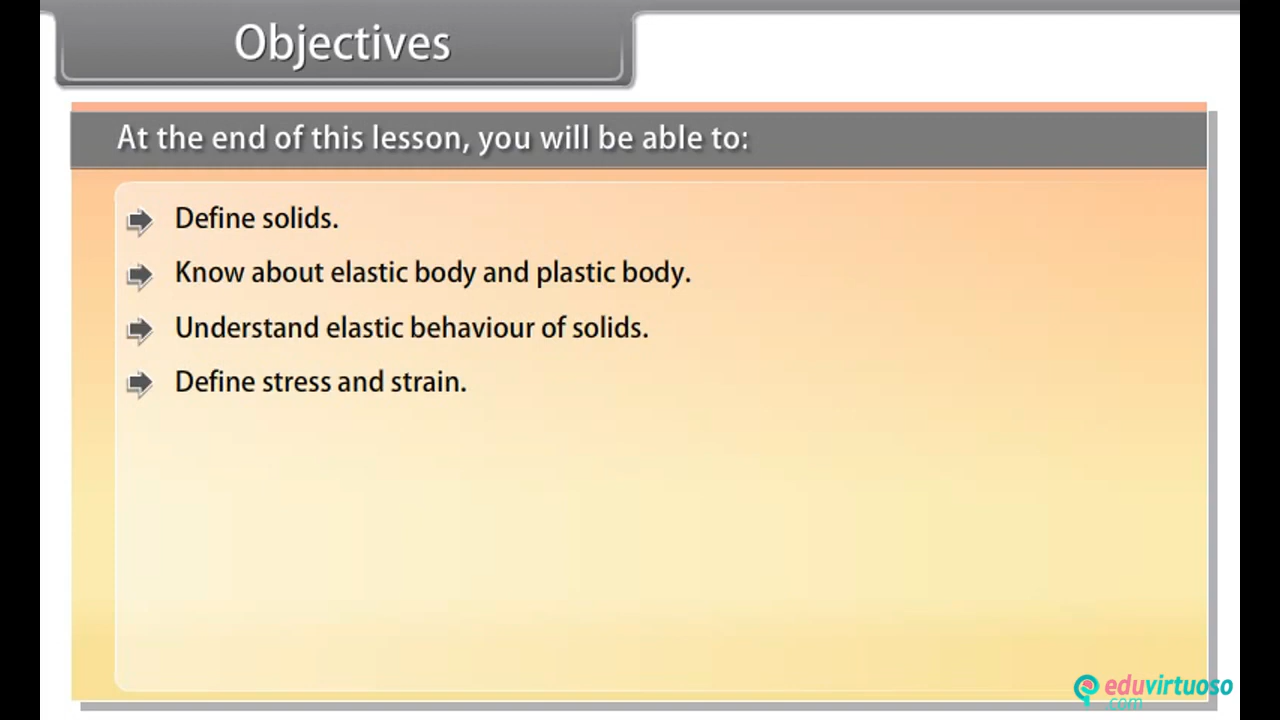 Objectives
At the end of this lesson, you will be able to:
Define solids.
Know about elastic body and plastic body.
Understand elastic behaviour of solids.
Define stress and strain.
eduvirtuoso
.com